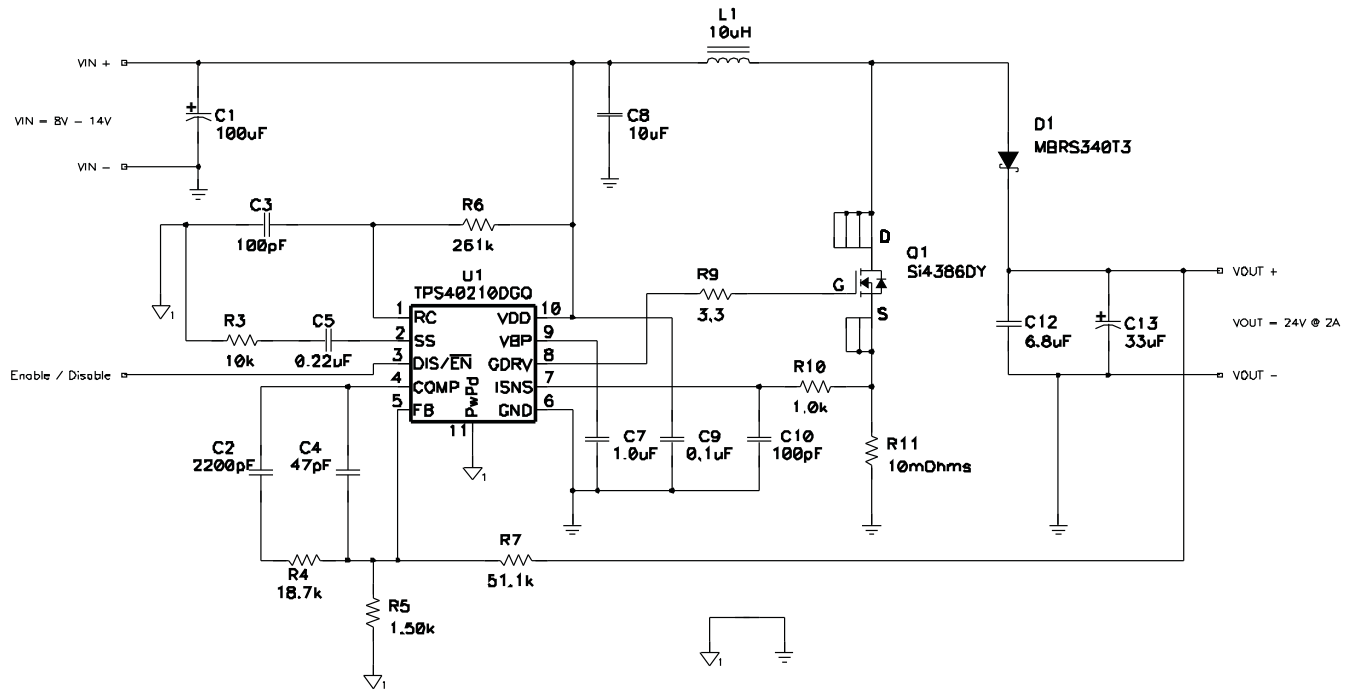 L1
10uH
VIN +
C1
100uF
VIN = 8V - 14V
C8
10uF
D1
MBRS340T3
VIN -
C3
100pF
R6
261k
D
Q1
Si4386DY
G
S
R9
3.3
VOUT +
U1
TPS40210DGQ
1 RC VDD 10
2 SS VBP 9
3 DIS/EN GDRV 8
4 COMP ISNS 7
5 FB GND 6
PwPd
11
1
R3
10k
C5
0.22uF
C12
6.8uF
C13
33uF
VOUT = 24V @ 2A
Enable / Disable
VOUT -
R10
1.0k
C2
2200pF
C4
47pF
C7
1.0uF
C9
0.1uF
C10
100pF
R11
10mOhms
1
R7
51.1k
R4
18.7k
R5
1.50k
1
1